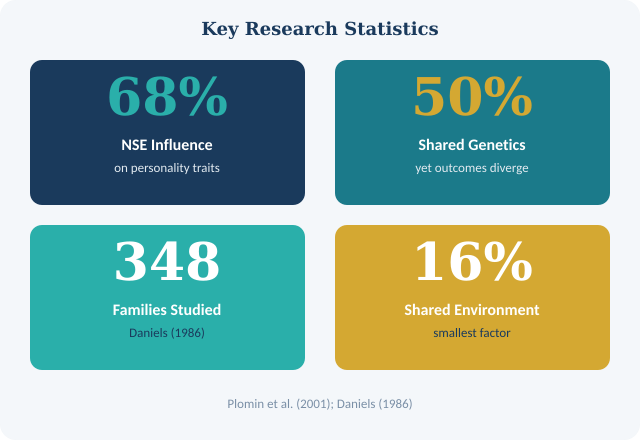 Key Research Statistics
68%
NSE Influence
on personality traits
50%
Shared Genetics
yet outcomes diverge
348
Families Studied
Daniels (1986)
16%
Shared Environment
smallest factor
Plomin et al. (2001); Daniels (1986)